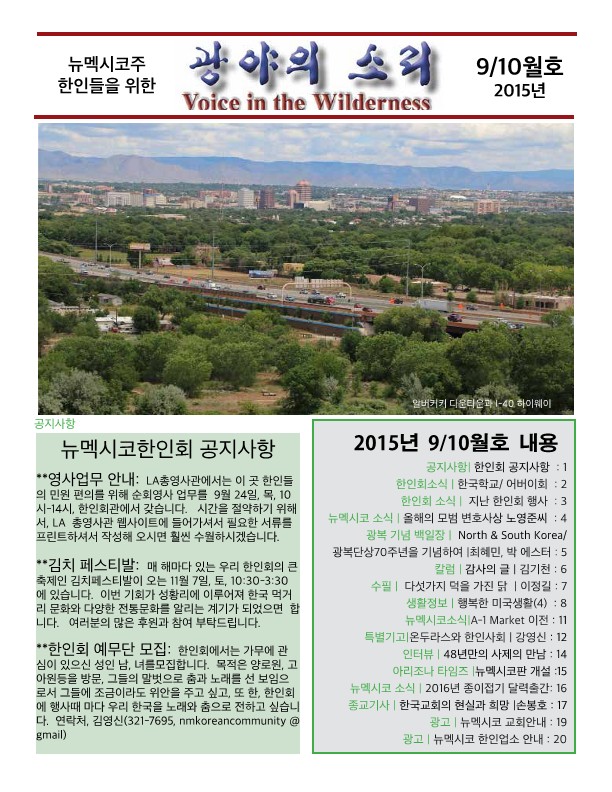 뉴멕시코주
한인들을 위한
광야의 소리
Voice in the Wilderness
9/10월호
2015년
알버커키 다운타운과 I-40 하이웨이
공지사항
뉴멕시코한인회 공지사항
**영사업무 안내: LA총영사관에서는 이 곳 한인들
의 민원 편의를 위해 순회영사 업무를 9월 24일, 목, 10
시-14시, 한인회관에서 갖습니다. 시간을 절약하기 위해
서, LA 총영사관 웹사이트에 들어가셔서 필요한 서류를
프린트하셔서 작성해 오시면 훨씬 수월하시겠습니다.
**김치 페스티발: 매 해마다 있는 우리 한인회의 큰
축제인 김치페스티발이 오는 11월 7일, 토, 10:30-3:30
에 있습니다. 이번 기회가 성황리에 이루어져 한국 먹거
리 문화와 다양한 전통문화를 알리는 계기가 되었으면 합
니다. 여러분의 많은 후원과 참여 부탁드립니다.
**한인회 예무단 모집: 한인회에서는 가무에 관
심이 있으신 성인 남, 녀를모집합니다. 목적은 양로원, 고
아원등을 방문, 그들의 말벗으로 춤과 노래를 선 보임으
로서 그들에 조금이라도 위안을 주고 싶고, 또 한, 한인회
에 행사때 마다 우리 한국을 노래와 춤으로 전하고 싶습니
다. 연락처, 김영신(321-7695, nmkoreancommunity @
gmail)
2015년 9/10월호 내용
공지사항| 한인회 공지사항 : 1
한인회소식 | 한국학교/ 어버이회 : 2
한인회 소식 | 지난 한인회 행사 : 3
뉴멕시코 소식 | 올해의 모범 변호사상 노영준씨 : 4
광복 기념 백일장 | North & South Korea/
광복단상70주년을 기념하여 |최혜민, 박 에스터 : 5
칼럼 | 감사의 글 | 김기천 : 6
수필 | 다섯가지 덕을 가진 닭 | 이정길 : 7
생활정보 | 행복한 미국생활(4) : 8
뉴멕시코소식|A-1 Market 이전 : 11
특별기고|온두라스와 한인사회 | 강영신 : 12
인터뷰 | 48년만의 사제의 만남 : 14
아리조나 타임즈 |뉴멕시코판 개설 :15
뉴멕시코 소식 | 2016년 종이접기 달력출간: 16
종교기사 | 한국교회의 현실과 희망 |손봉호 : 17
광고 | 뉴멕시코 교회안내 : 19
광고 | 뉴멕시코 한인업소 안내 : 20